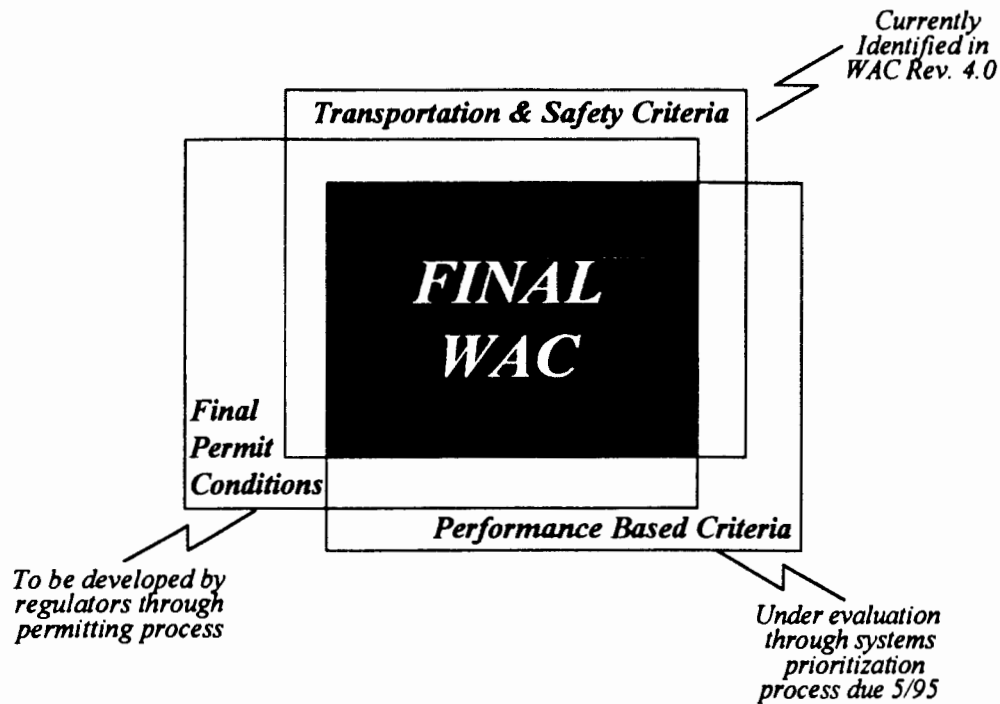 Currently
Identified in
WAC Rev. 4.0
Transportation & Safety Criteria
FINAL
WAC
Final
Permit
Conditions
Performance Based Criteria
To be developed by
regulators through
permitting process
Under evaluation
through systems
prioritization
process due 5/95